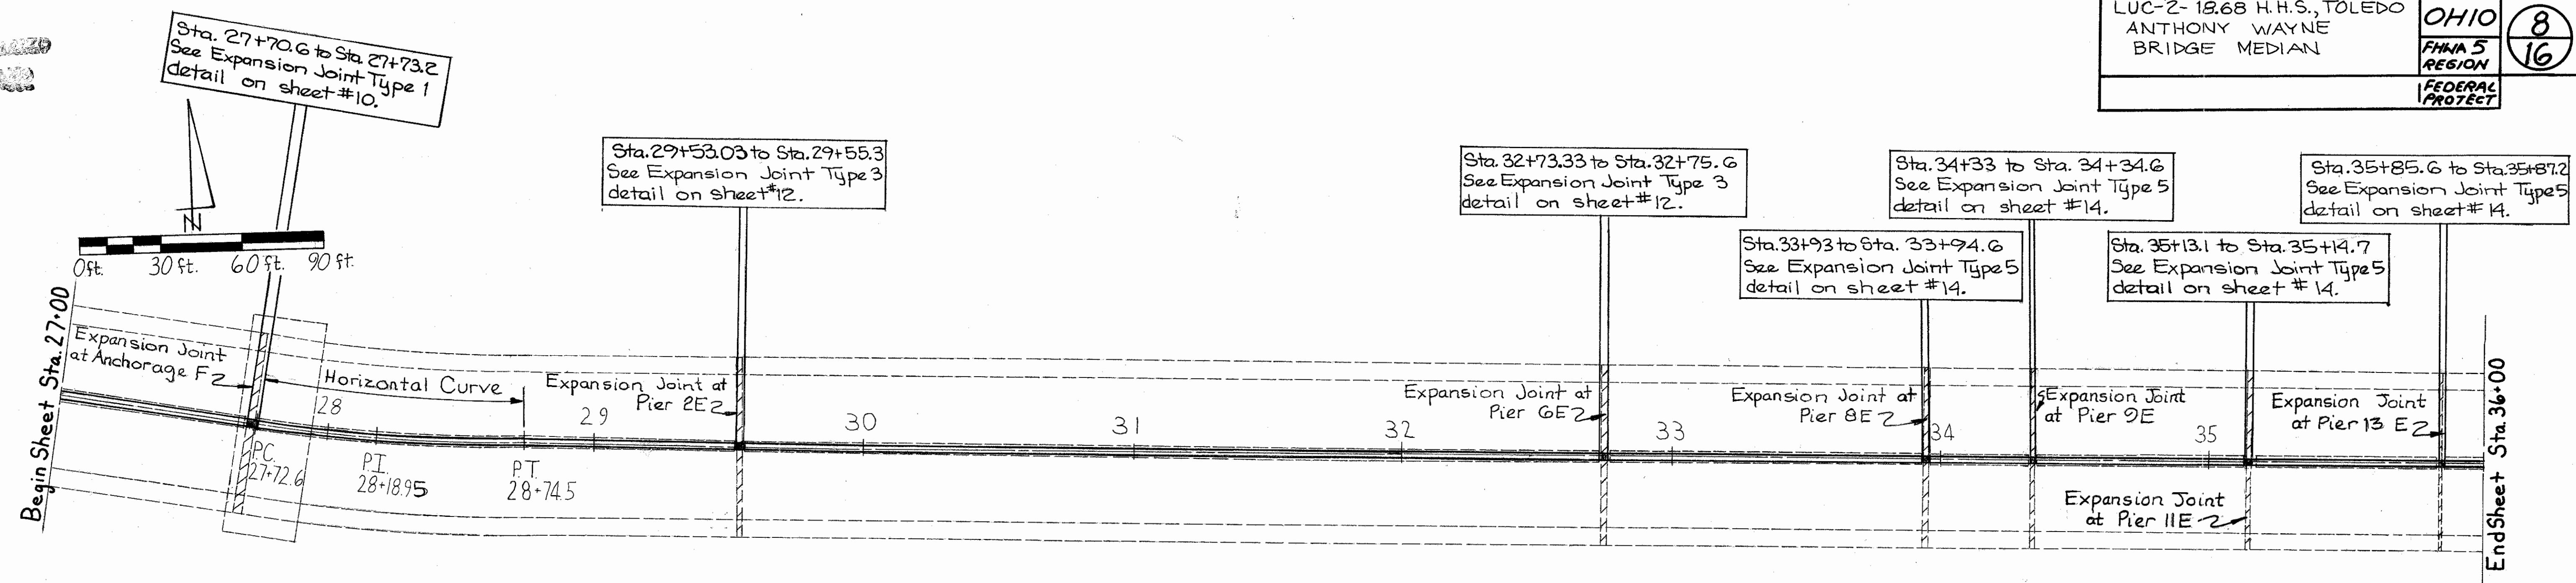 LUC-2-18.68 H.H.S., TOLEDO
ANTHONY WAYNE
BRIDGE MEDIAN
OHIO
FHWA 5
REGION
FEDERAL
PROTECT
8
16
Sta. 27+70.6 to Sta. 27+73.2
See Expansion Joint Type 1
detail on sheet #10.
Sta.29+53.03 to Sta.29+55.3
See Expansion Joint Type 3
detail on sheet #12.
Sta. 32+73.33 to Sta.32+75.6
See Expansion Joint Type 3
detail on sheet #12.
Sta. 34+33 to Sta. 34+34.6
See Expansion Joint Type 5
detail on sheet #14.
Sta. 35+85.6 to Sta.35+87.2
See Expansion Joint Type 5
detail on sheet # 14.
Sta.33+93 to Sta. 33+94.6
See Expansion Joint Type 5
detail on sheet #14.
Sta. 35+13.1 to Sta.35+14.7
See Expansion Joint Type 5
detail on sheet # 14.
N
0ft. 30 ft. 60 ft. 90 ft.
Begin Sheet Sta. 27+00
Expansion Joint
at Anchorage F2
Horizontal Curve
Expansion Joint at
Pier 2E2
Expansion Joint at
Pier 6E2
Expansion Joint at
Pier 8E2
Expansion Joint
at Pier 9E
Expansion Joint
at Pier 13 E2
28 29 30 31 32 33 34 35
P.C.
27+72.6
P.I.
28+18.95
P.T.
28+74.5
Expansion Joint
at Pier 11E2
End Sheet Sta. 36+00